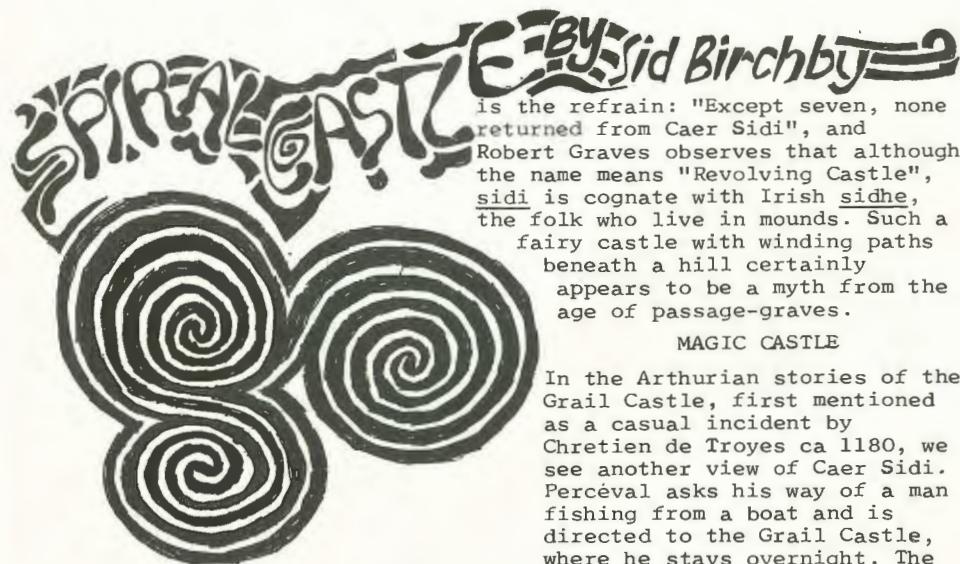 SPIRAL CASTLE BY Sid Birchby
is the refrain: "Except seven, none
returned from Caer Sidi", and
Robert Graves observes that although
the name means "Revolving Castle",
sidi is cognate with Irish sidhe,
the folk who live in mounds. Such a
fairy castle with winding paths
beneath a hill certainly
appears to be a myth from the
age of passage-graves.
MAGIC CASTLE
In the Arthurian stories of the
Grail Castle, first mentioned
as a casual incident by
Chretien de Troyes ca 1180, we
see another view of Caer Sidi.
Percéval asks his way of a man
fishing from a boat and is
directed to the Grail Castle,
where he stays overnight. The